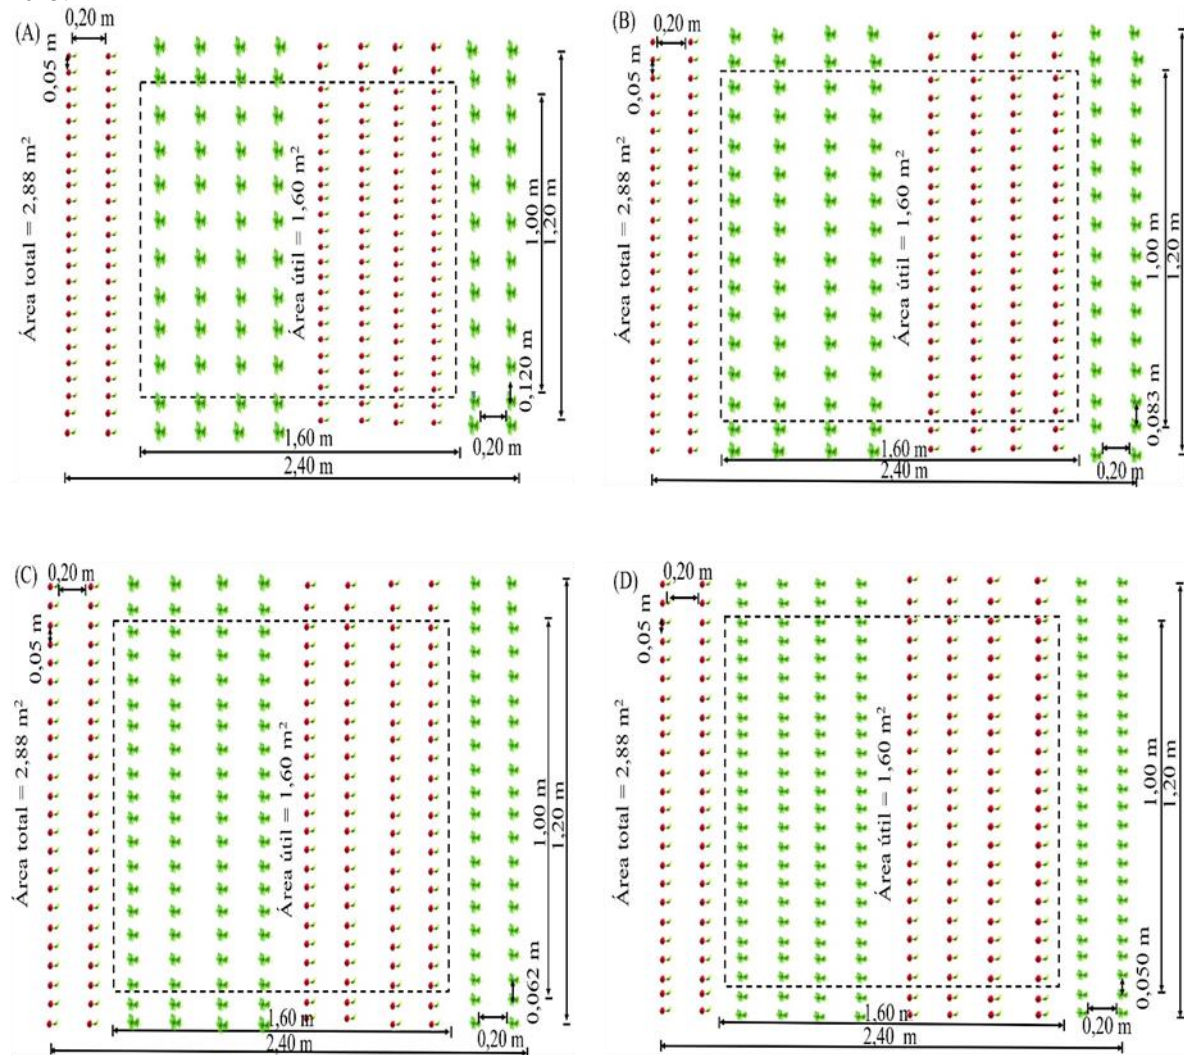 (A)
0,20 m
0,05 m
Área total = 2,88 m²
Área útil = 1,60 m²
1,00 m
1,20 m
0,120 m
0,20 m
1,60 m
2,40 m
(B)
0,20 m
0,05 m
Área total = 2,88 m²
Área útil = 1,60 m²
1,00 m
1,20 m
0,083 m
0,20 m
1,60 m
2,40 m
(C)
0,20 m
0,05 m
Área total = 2,88 m²
Área útil = 1,60 m²
1,00 m
1,20 m
0,062 m
0,20 m
1,60 m
2,40 m
(D)
0,20 m
0,05 m
Área total = 2,88 m²
Área útil = 1,60 m²
1,00 m
1,20 m
0,050 m
0,20 m
1,60 m
2,40 m